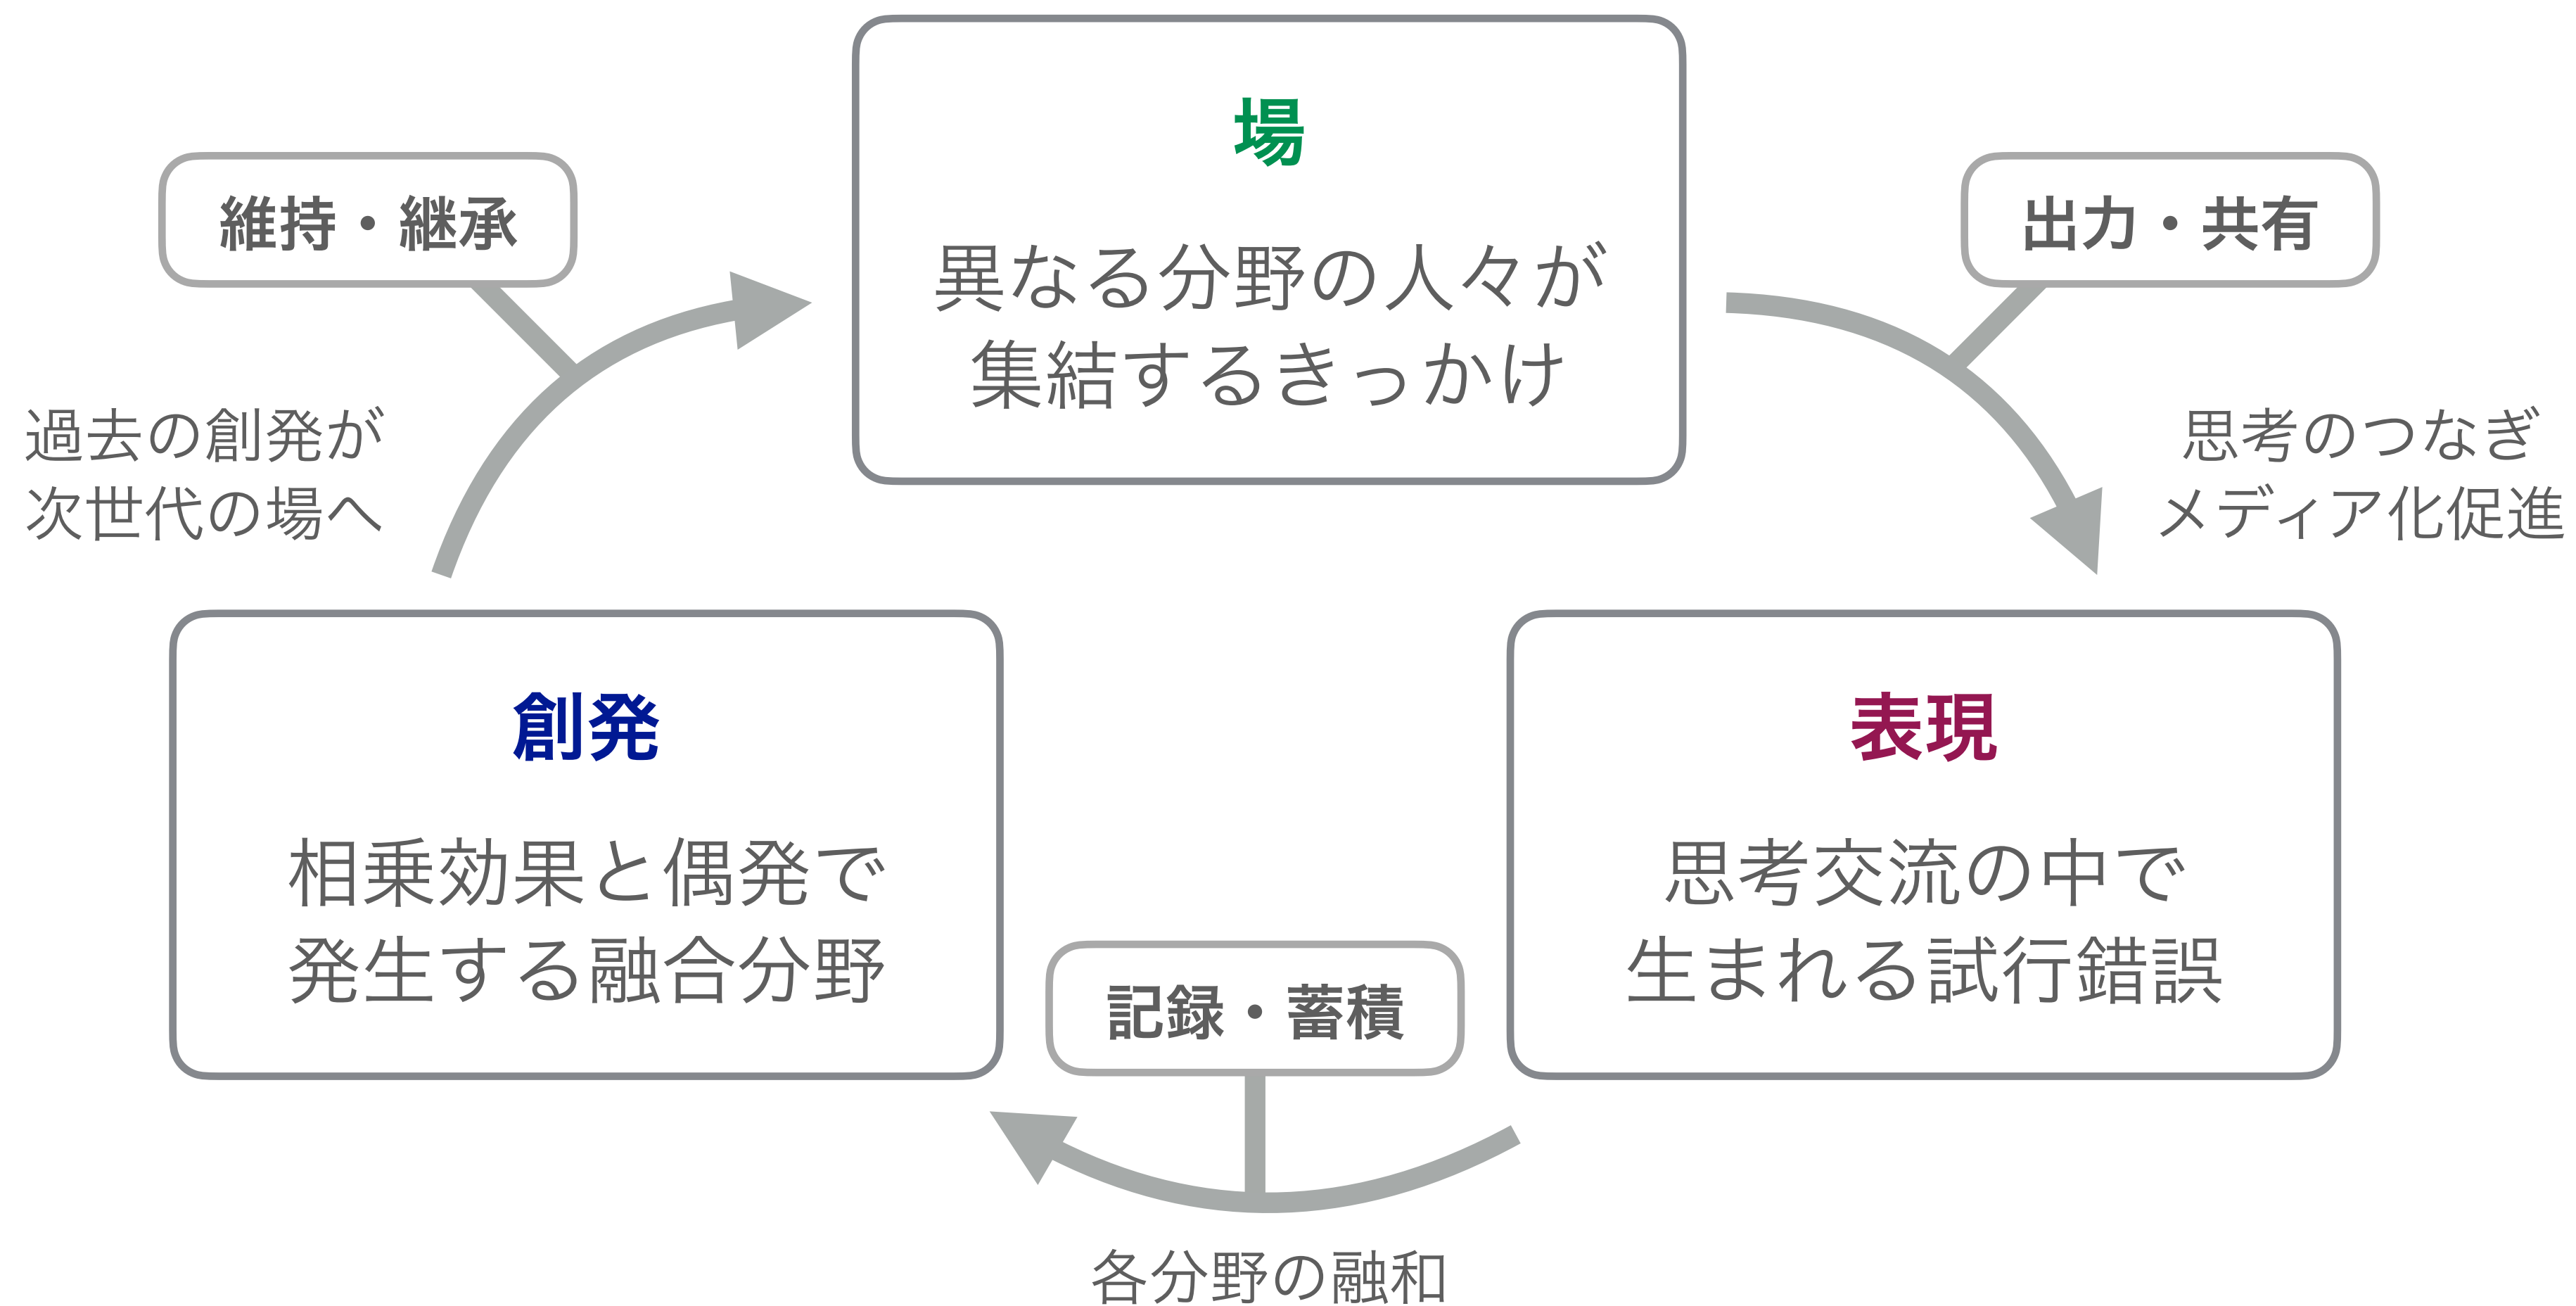 場
異なる分野の人々が
集結するきっかけ
維持・継承
出力・共有
過去の創発が
次世代の場へ
思考のつなぎ
メディア化促進
創発
相乗効果と偶発で
発生する融合分野
表現
思考交流の中で
生まれる試行錯誤
記録・蓄積
各分野の融和